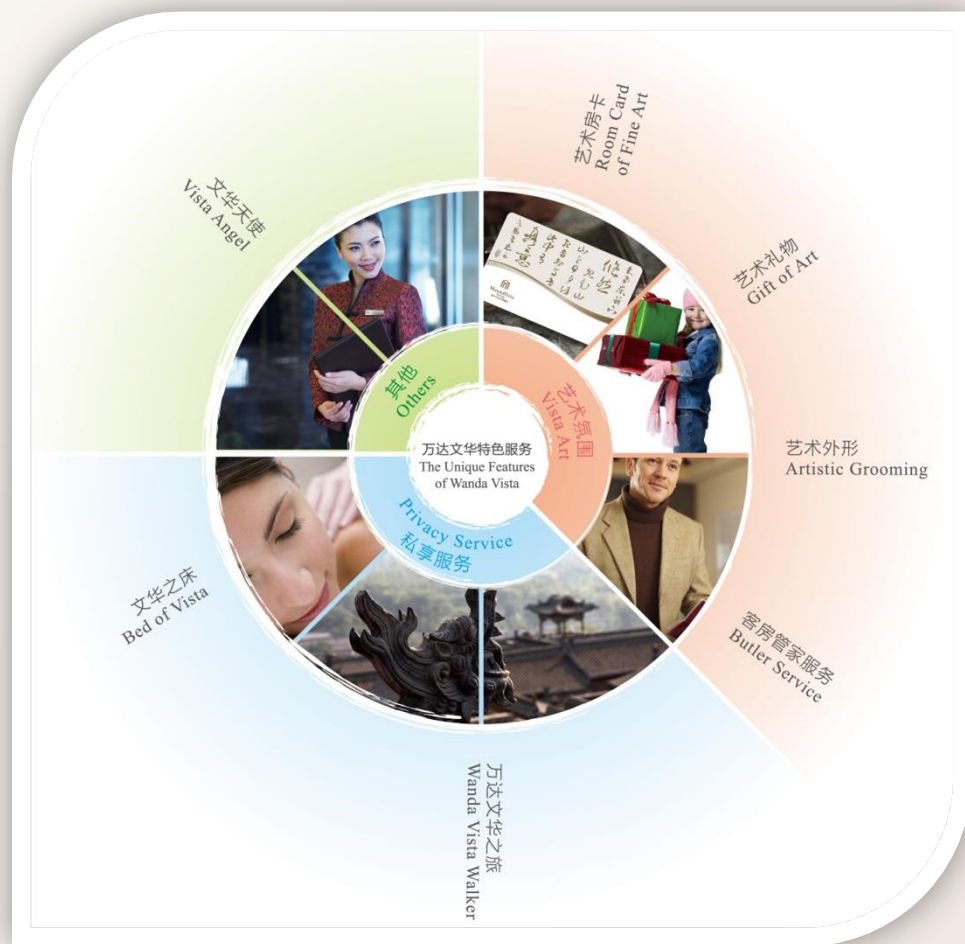 万达文华特色服务
The Unique Features
of Wanda Vista
艺术氛围
Vista Art
Privacy Service
私享服务
其他
Others
艺术房卡
Room Card
of Fine Art
艺术礼物
Gift of Art
艺术外形
Artistic Grooming
客房管家服务
Butler Service
万达文华之旅
Wanda Vista Walker
文华之床
Bed of Vista
文华天使
Vista Angel